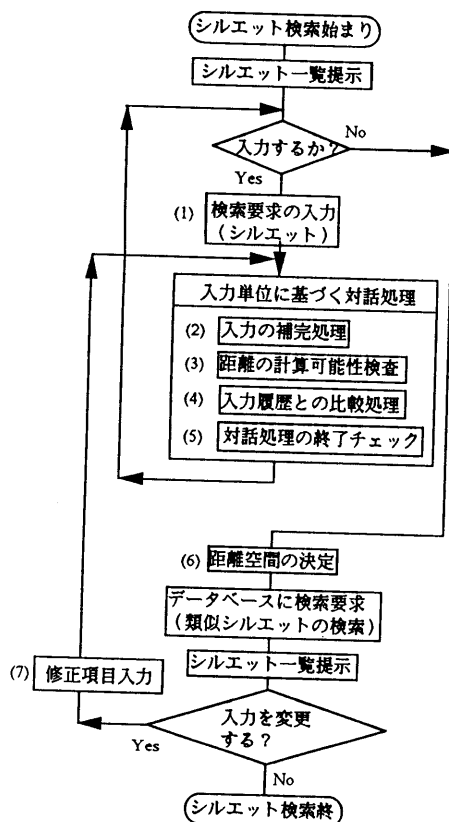 シルエット検索始まり
シルエット一覧提示
入力するか?
No
Yes
(1) 検索要求の入力
(シルエット)
入力単位に基づく対話処理
(2) 入力の補完処理
(3) 距離の計算可能性検査
(4) 入力履歴との比較処理
(5) 対話処理の終了チェック
(6) 距離空間の決定
データベースに検索要求
(類似シルエットの検索)
シルエット一覧提示
(7) 修正項目入力
入力を変更
する?
Yes
No
シルエット検索終